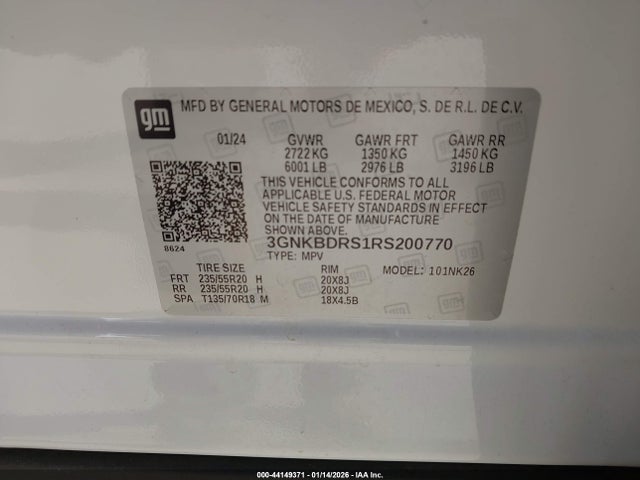 gm
MFD BY GENERAL MOTORS DE MEXICO, S. DE R.L. DE C.V.
01/24 GVWR GAWR FRT GAWR RR
2722 KG 1350 KG 1450 KG
6001 LB 2976 LB 3196 LB
THIS VEHICLE CONFORMS TO ALL
APPLICABLE U.S. FEDERAL MOTOR
VEHICLE SAFETY STANDARDS IN EFFECT
ON THE DATE OF MANUFACTURE
SHOWN ABOVE.
8624
3GNKBDRS1RS200770
TYPE: MPV
TIRE SIZE RIM MODEL: 101NK26
FRT 235/55R20 H 20X8J
RR 235/55R20 H 20X8J
SPA T135/70R18 M 18X4.5B
000-44149371 - 01/14/2026 - IAA Inc.